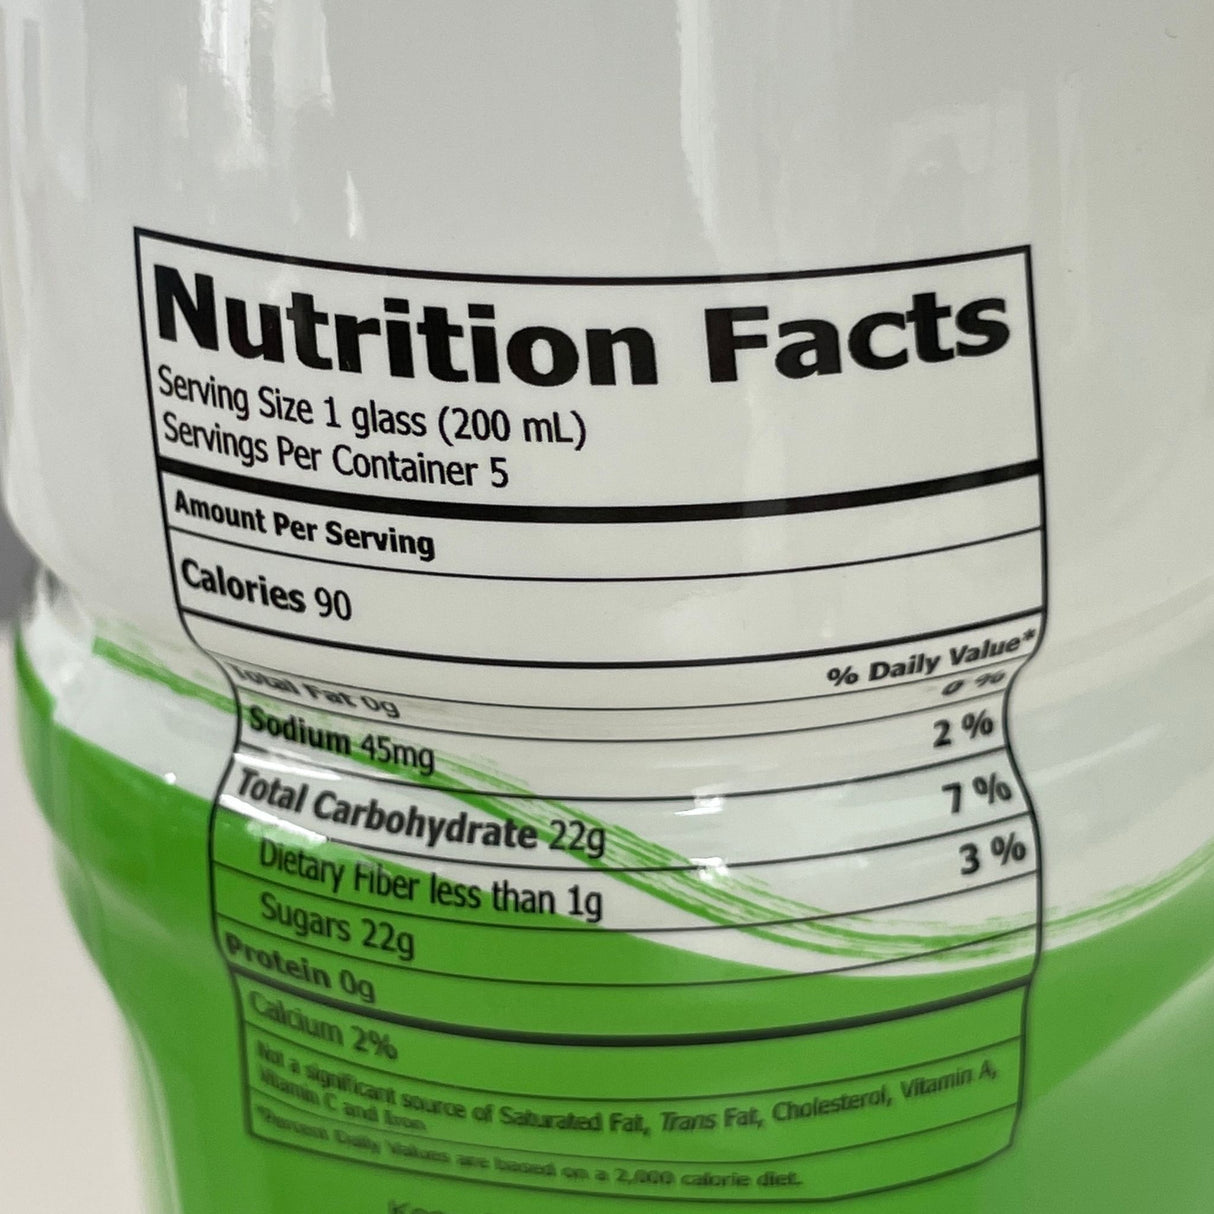 Nutrition Facts
Serving Size 1 glass (200 mL)
Servings Per Container 5
Amount Per Serving
Calories 90
% Daily Value*
Total Fat 0g 0 %
Sodium 45mg 2 %
Total Carbohydrate 22g 7 %
Dietary Fiber less than 1g 3 %
Sugars 22g
Protein 0g
Calcium 2%
Not a significant source of Saturated Fat, Trans Fat, Cholesterol, Vitamin A,
Vitamin C and Iron
*Percent Daily Values are based on a 2,000 calorie diet.